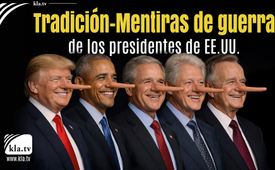 kla.tv
Tradición-Mentiras de guerra
de los presidentes de EE.UU.
kla.tv
www.kla.tv